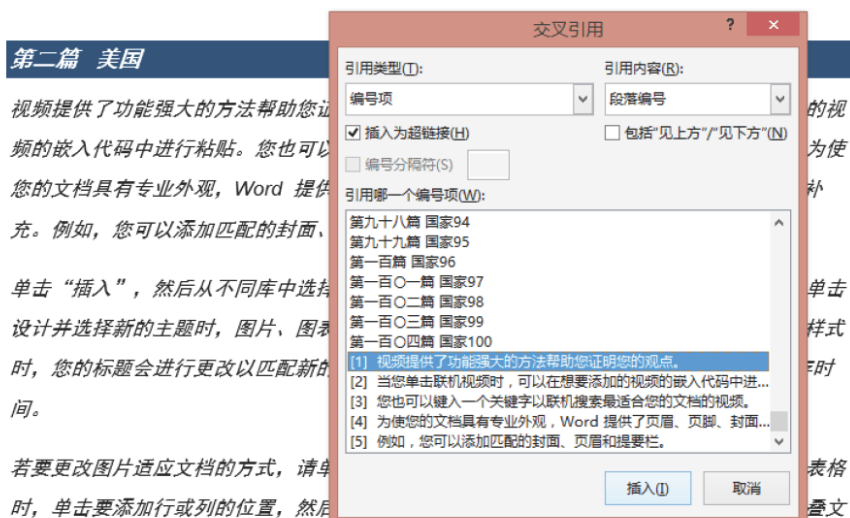 交叉引用
?
×
第二篇 美国
引用类型(T):
引用内容(R):
编号项
段落编号
插入为超链接(H)
包括“见上方”/“见下方”(N)
编号分隔符(S)
引用哪一个编号项(W):
第九十八篇 国家94
第九十九篇 国家95
第一百篇 国家96
第一百〇一篇 国家97
第一百〇二篇 国家98
第一百〇三篇 国家99
第一百〇四篇 国家100
[1] 视频提供了功能强大的方法帮助您证明您的观点。
[2] 当您单击联机视频时，可以在想要添加的视频的嵌入代码中进...
[3] 您也可以键入一个关键字以联机搜索最适合您的文档的视频。
[4] 为使您的文档具有专业外观，Word 提供了页眉、页脚、封面...
[5] 例如，您可以添加匹配的封面、页眉和提要栏。
插入(I)
取消
视频提供了功能强大的方法帮助您证 的视
频的嵌入代码中进行粘贴。您也可以 为使
您的文档具有专业外观，Word 提供 补
充。例如，您可以添加匹配的封面、
单击“插入”，然后从不同库中选择 单击
设计并选择新的主题时，图片、图表 样式
时，您的标题会进行更改以匹配新的 时
间。
若要更改图片适应文档的方式，请单 表格
时，单击要添加行或列的位置，然后 叠文